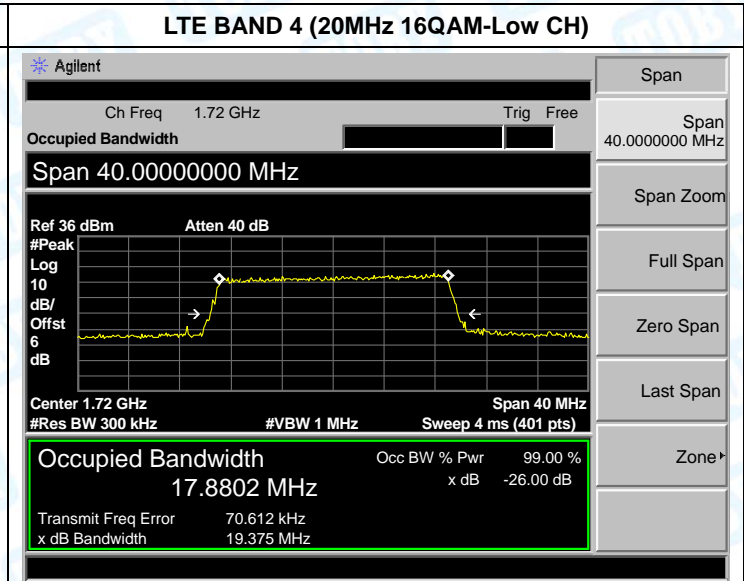 LTE BAND 4 (20MHz 16QAM-Low CH)
Agilent
Span
Ch Freq 1.72 GHz Trig Free
Occupied Bandwidth
Span
40.0000000 MHz
Span 40.00000000 MHz
Span Zoom
Ref 36 dBm Atten 40 dB
#Peak
Log
10
dB/
Offst
6
dB
Full Span
Zero Span
Last Span
Center 1.72 GHz Span 40 MHz
#Res BW 300 kHz #VBW 1 MHz Sweep 4 ms (401 pts)
Occupied Bandwidth Occ BW % Pwr 99.00 %
17.8802 MHz x dB -26.00 dB
Zone
Transmit Freq Error 70.612 kHz
x dB Bandwidth 19.375 MHz